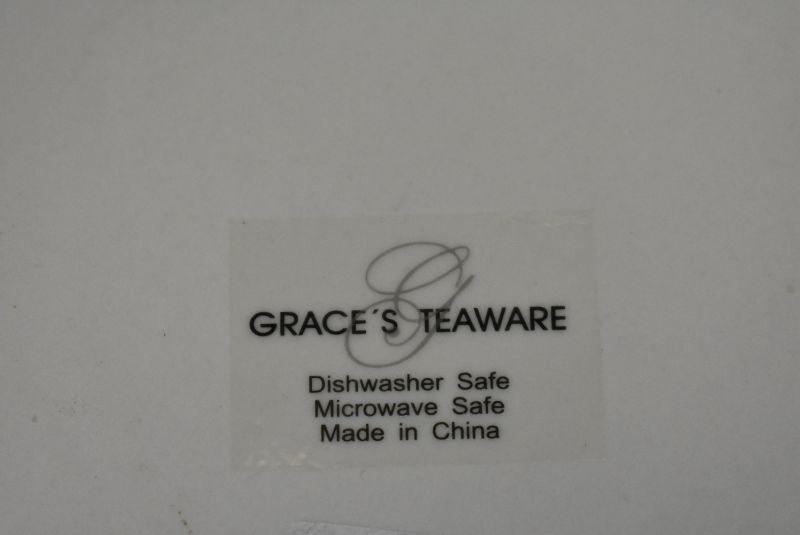 G
GRACE´S TEAWARE
Dishwasher Safe
Microwave Safe
Made in China